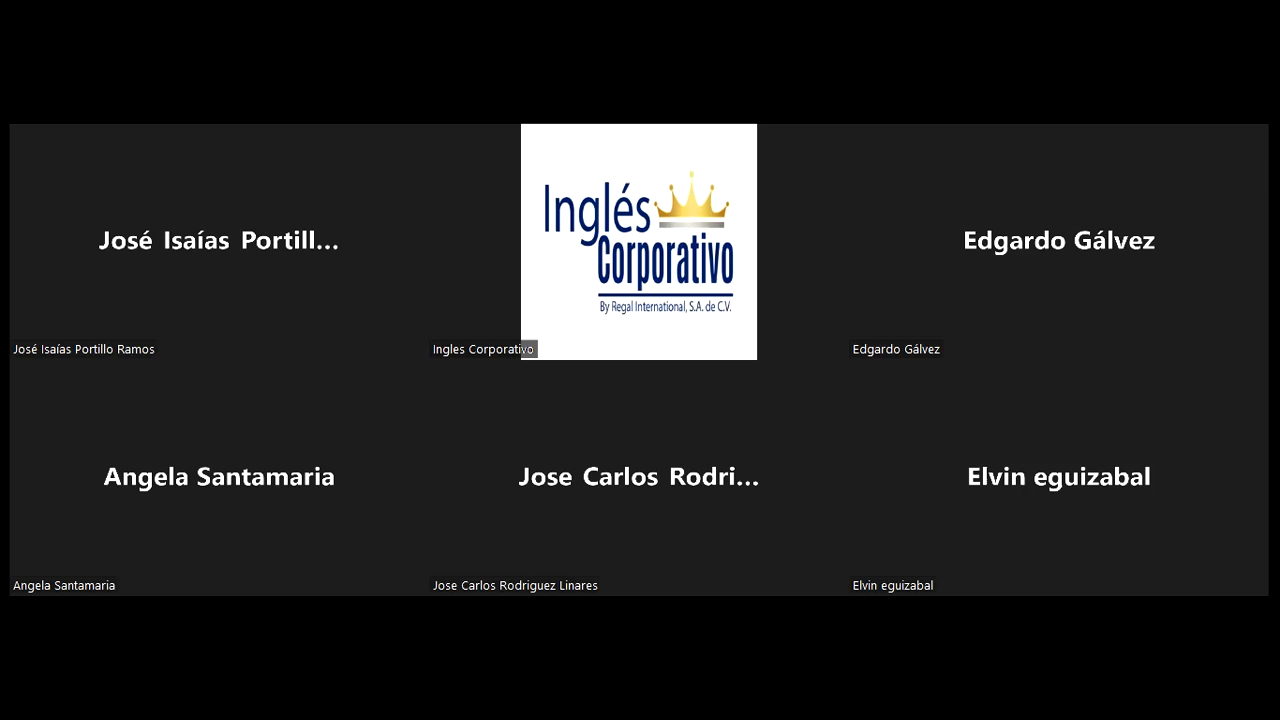 José Isaías Portill...
José Isaías Portillo Ramos
Inglés
Corporativo
By Regal International, S.A. de C.V.
Ingles Corporativo
Edgardo Gálvez
Edgardo Gálvez
Angela Santamaria
Angela Santamaria
Jose Carlos Rodri...
Jose Carlos Rodriguez Linares
Elvin eguizabal
Elvin eguizabal